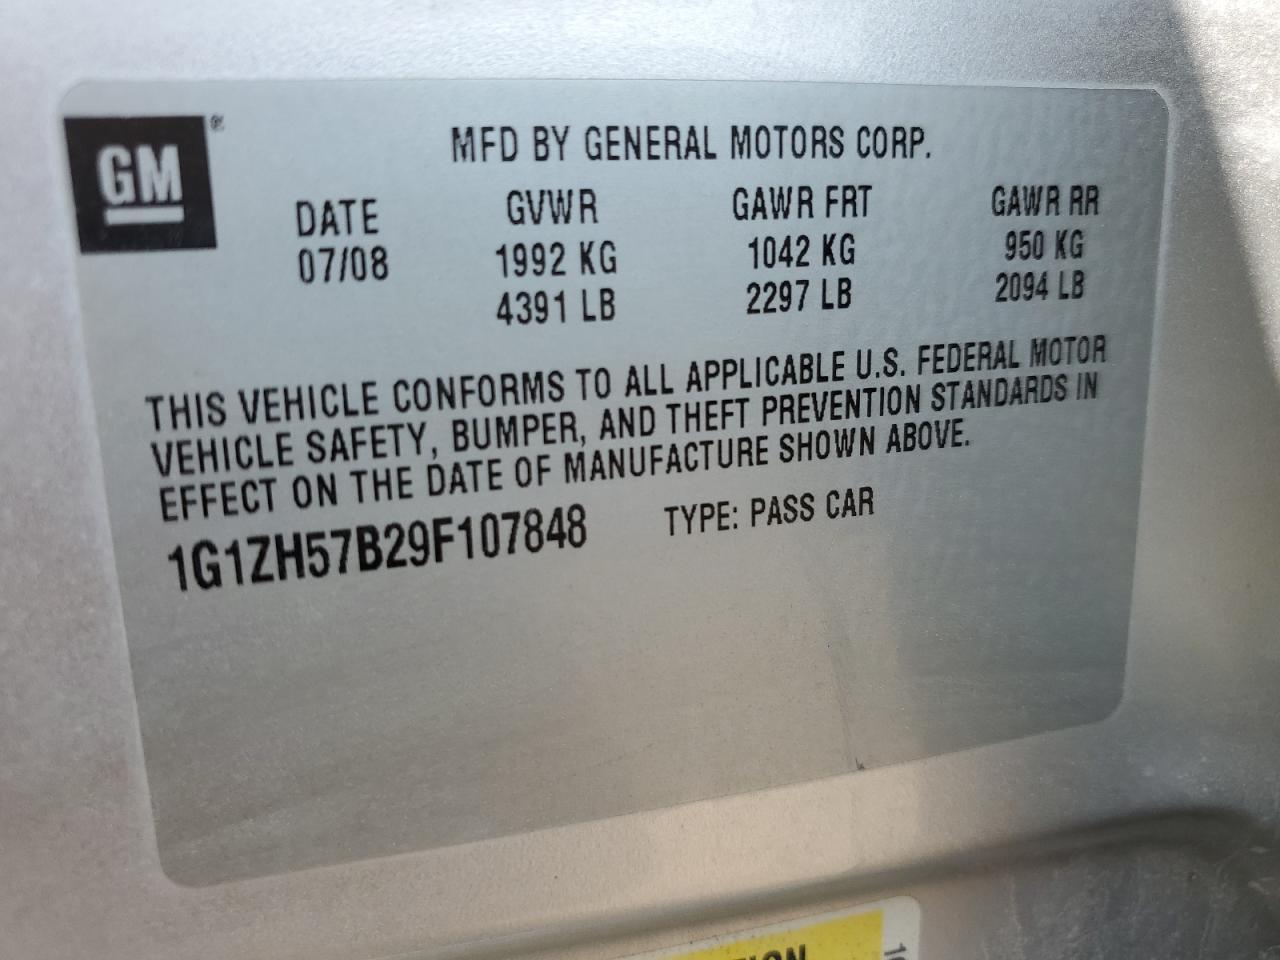 GM ®
MFD BY GENERAL MOTORS CORP.
DATE GVWR GAWR FRT GAWR RR
07/08 1992 KG 1042 KG 950 KG
4391 LB 2297 LB 2094 LB
THIS VEHICLE CONFORMS TO ALL APPLICABLE U.S. FEDERAL MOTOR
VEHICLE SAFETY, BUMPER, AND THEFT PREVENTION STANDARDS IN
EFFECT ON THE DATE OF MANUFACTURE SHOWN ABOVE.
1G1ZH57B29F107848 TYPE: PASS CAR